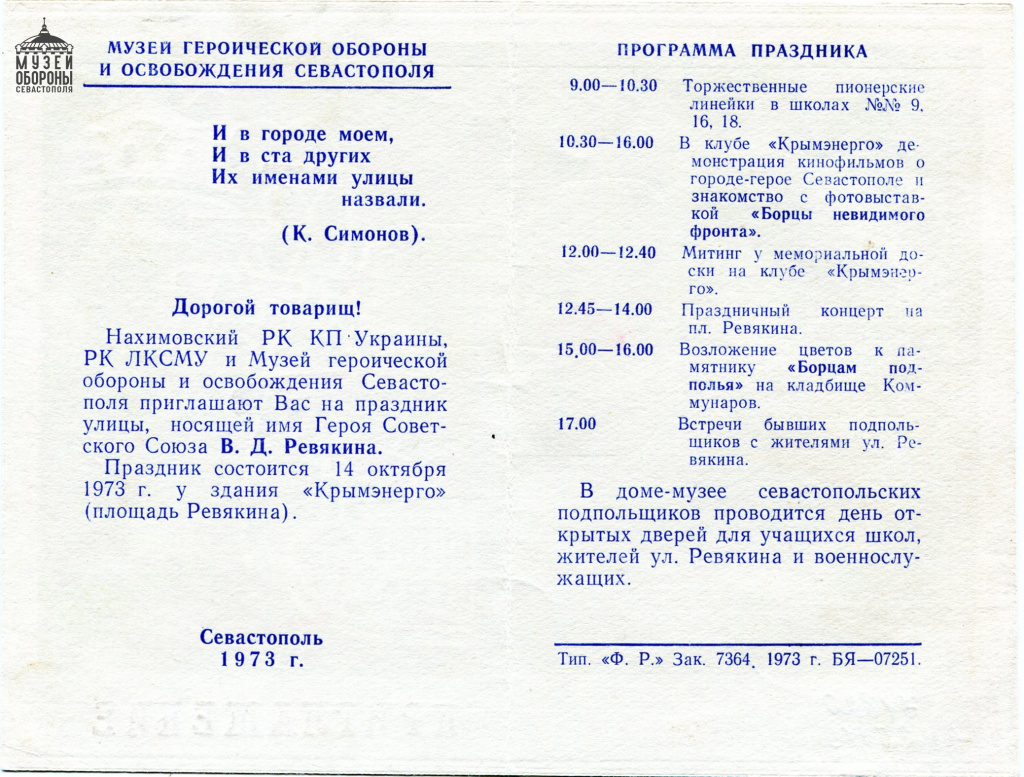 МУЗЕЙ
ОБОРОНЫ
СЕВАСТОПОЛЯ
МУЗЕЙ ГЕРОИЧЕСКОЙ ОБОРОНЫ
И ОСВОБОЖДЕНИЯ СЕВАСТОПОЛЯ
И в городе моем,
И в ста других
Их именами улицы
назвали.
(К. Симонов).
Дорогой товарищ!
Нахимовский РК КП Украины,
РК ЛКСМУ и Музей героической
обороны и освобождения Севасто-
поля приглашают Вас на праздник
улицы, носящей имя Героя Совет-
ского Союза В. Д. Ревякина.
Праздник состоится 14 октября
1973 г. у здания «Крымэнерго»
(площадь Ревякина).
Севастополь
1973 г.
ПРОГРАММА ПРАЗДНИКА
9.00—10.30 Торжественные пионерские
линейки в школах №№ 9,
16, 18.
10.30—16.00 В клубе «Крымэнерго» де-
монстрация кинофильмов о
городе-герое Севастополе и
знакомство с фотовыстав-
кой «Борцы невидимого
фронта».
12.00—12.40 Митинг у мемориальной до-
ски на клубе «Крымэнер-
го».
12.45—14.00 Праздничный концерт на
пл. Ревякина.
15.00—16.00 Возложение цветов к па-
мятнику «Борцам под-
полья» на кладбище Ком-
мунаров.
17.00 Встречи бывших подполь-
щиков с жителями ул. Ре-
вякина.
В доме-музее севастопольских
подпольщиков проводится день от-
крытых дверей для учащихся школ,
жителей ул. Ревякина и военнослу-
жащих.
Тип. «Ф. Р.» Зак. 7364. 1973 г. БЯ—07251.